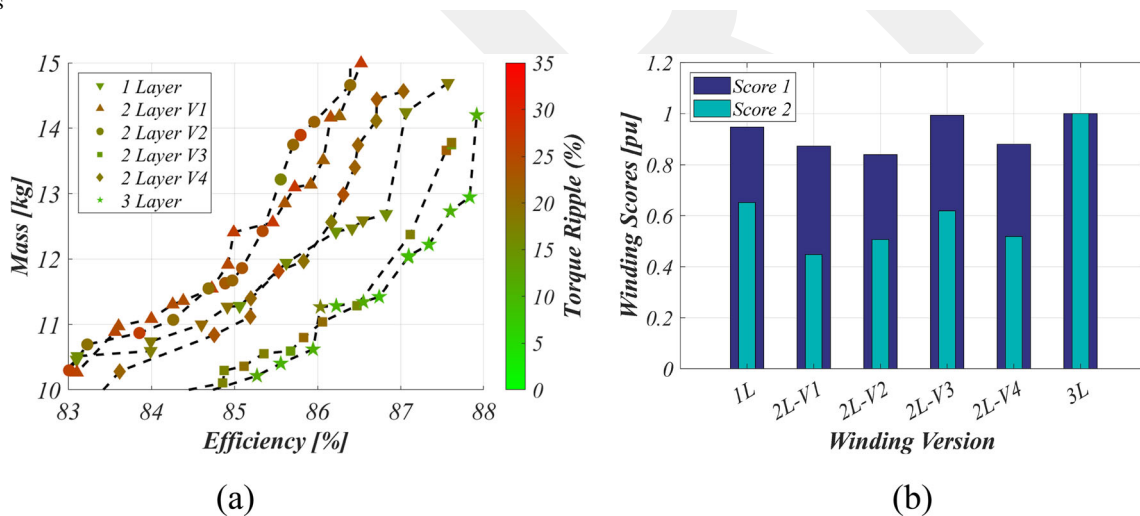 s
15
14
13
12
11
10
Mass [kg]
1 Layer
2 Layer V1
2 Layer V2
2 Layer V3
2 Layer V4
3 Layer
83 84 85 86 87 88
Efficiency [%]
35
30
25
20
15
10
5
0
Torque Ripple (%)
(a)
1.2
1
0.8
0.6
0.4
0.2
0
Winding Scores [pu]
Score 1
Score 2
1L 2L-V1 2L-V2 2L-V3 2L-V4 3L
Winding Version
(b)